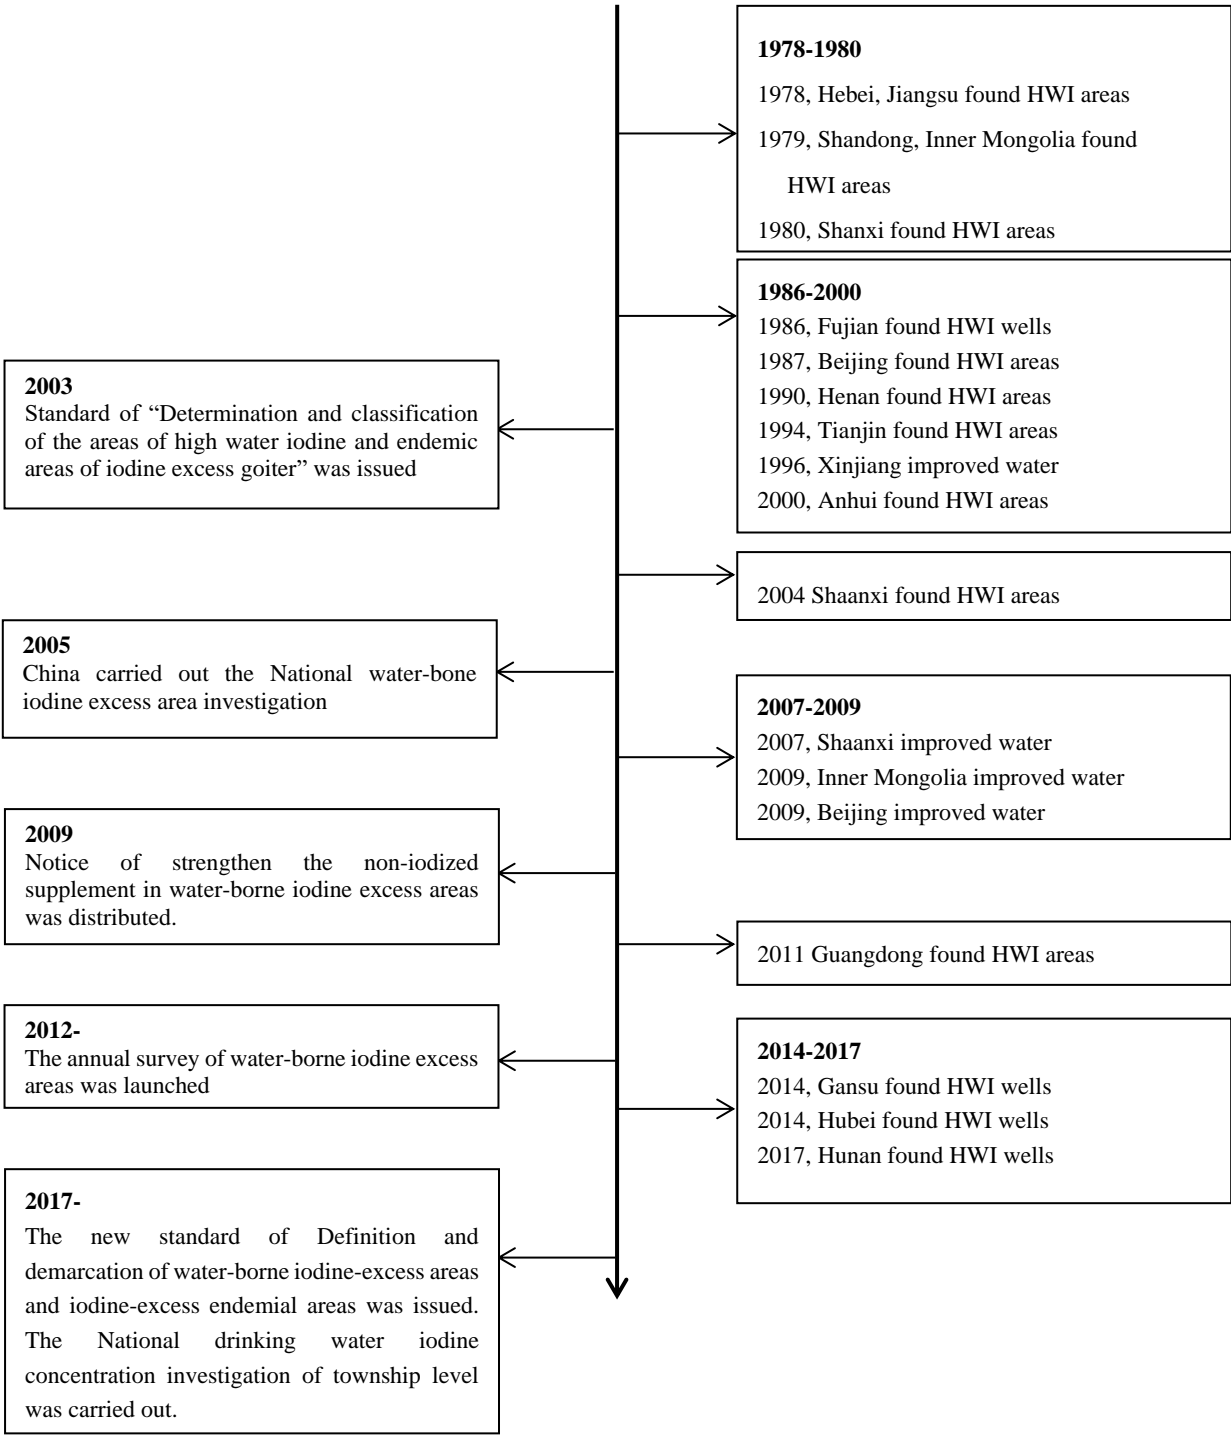 1978-1980
1978, Hebei, Jiangsu found HWI areas
1979, Shandong, Inner Mongolia found
HWI areas
1980, Shanxi found HWI areas
1986-2000
1986, Fujian found HWI wells
1987, Beijing found HWI areas
1990, Henan found HWI areas
1994, Tianjin found HWI areas
1996, Xinjiang improved water
2000, Anhui found HWI areas
2003
Standard of “Determination and classification
of the areas of high water iodine and endemic
areas of iodine excess goiter” was issued
2004 Shaanxi found HWI areas
2005
China carried out the National water-bone
iodine excess area investigation
2007-2009
2007, Shaanxi improved water
2009, Inner Mongolia improved water
2009, Beijing improved water
2009
Notice of strengthen the non-iodized
supplement in water-borne iodine excess areas
was distributed.
2011 Guangdong found HWI areas
2012-
The annual survey of water-borne iodine excess
areas was launched
2014-2017
2014, Gansu found HWI wells
2014, Hubei found HWI wells
2017, Hunan found HWI wells
2017-
The new standard of Definition and
demarcation of water-borne iodine-excess areas
and iodine-excess endemial areas was issued.
The National drinking water iodine
concentration investigation of township level
was carried out.